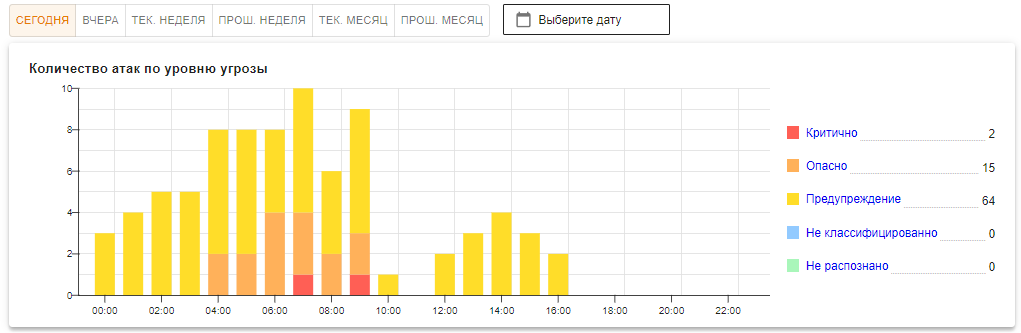 СЕГОДНЯ ВЧЕРА ТЕК. НЕДЕЛЯ ПРОШ. НЕДЕЛЯ ТЕК. МЕСЯЦ ПРОШ. МЕСЯЦ Выберите дату
Количество атак по уровню угрозы
10
8
6
4
2
0
00:00 02:00 04:00 06:00 08:00 10:00 12:00 14:00 16:00 18:00 20:00 22:00
Критично 2
Опасно 15
Предупреждение 64
Не классифицированно 0
Не распознано 0